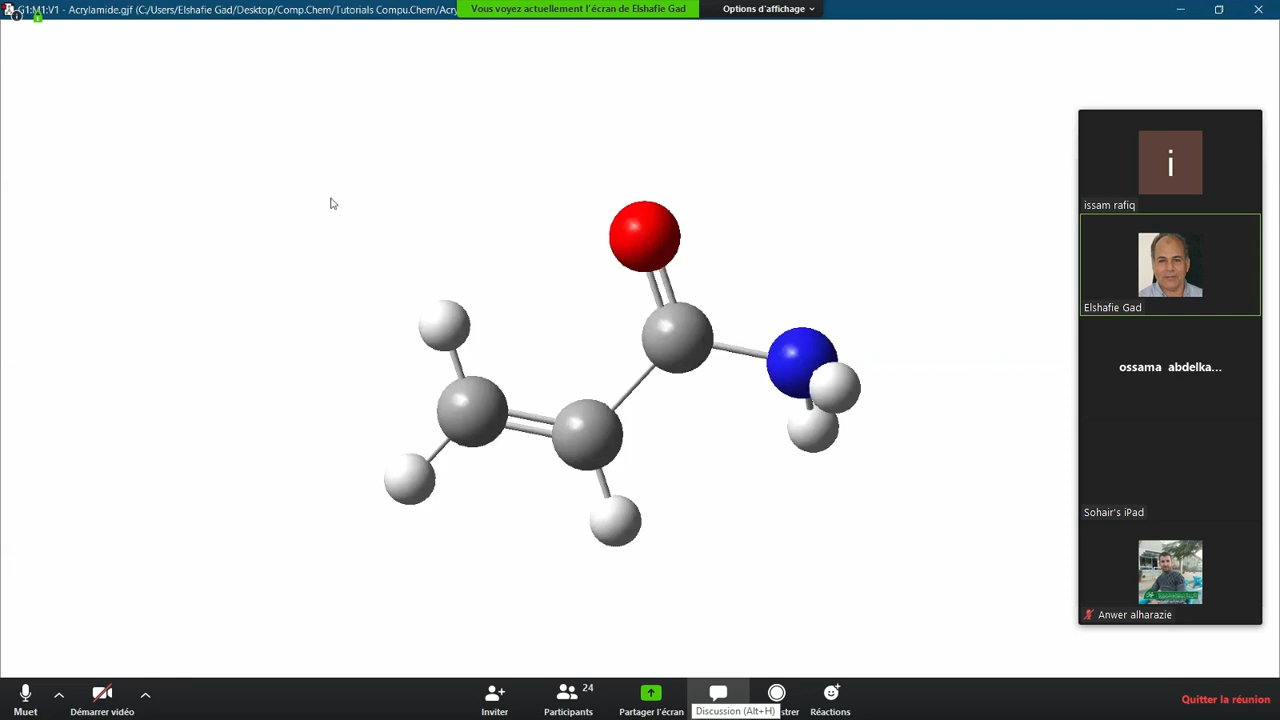 G1:M1:V1 - Acrylamide.gjf (C:/Users/Elshafie Gad/Desktop/Comp.Chem/Tutorials Compu.Chem/Acry
Vous voyez actuellement l'écran de Elshafie Gad
Options d'affichage
i
issam rafiq
Elshafie Gad
ossama abdelka...
Sohair's iPad
Anwer alharazie
Muet
Démarrer vidéo
Inviter
24
Participants
Partager l'écran
Discussion (Alt+H)
strer
Réactions
Quitter la réunion